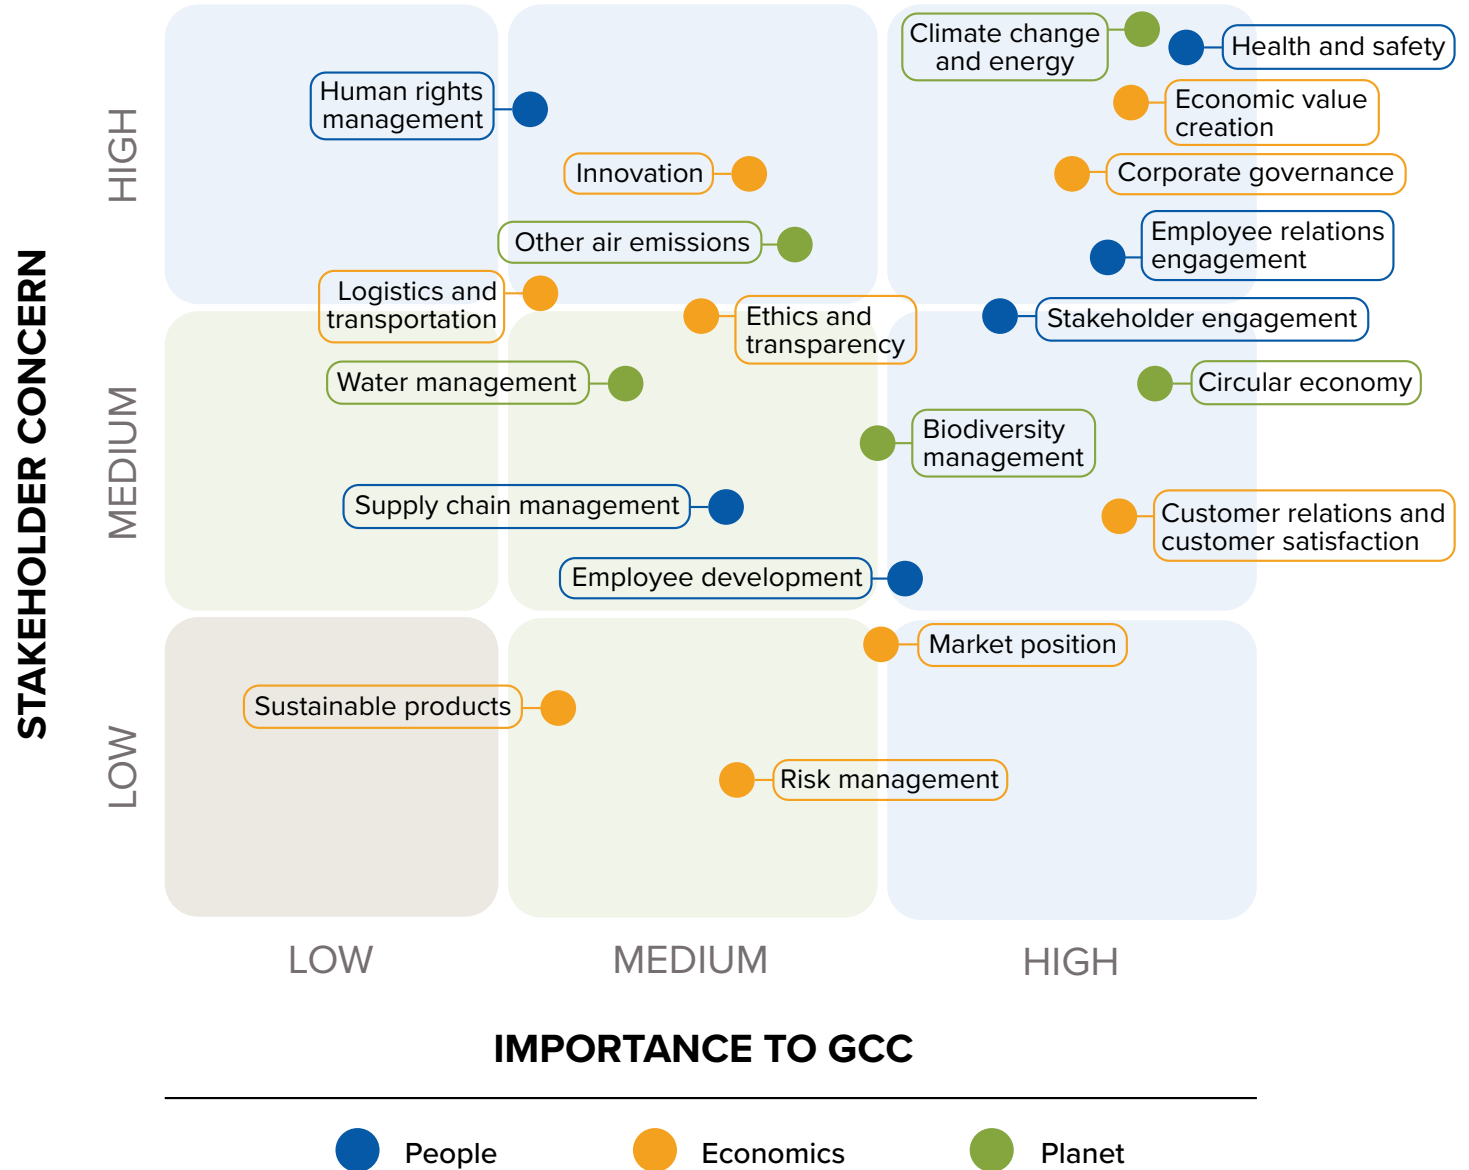 Climate change
and energy
Health and safety
Human rights
management
Economic value
creation
Innovation
Corporate governance
Other air emissions
Employee relations
engagement
Logistics and
transportation
Ethics and
transparency
Stakeholder engagement
Water management
Circular economy
Biodiversity
management
Supply chain management
Customer relations and
customer satisfaction
Employee development
Market position
Sustainable products
Risk management
STAKEHOLDER CONCERN
HIGH
MEDIUM
LOW
LOW
MEDIUM
HIGH
IMPORTANCE TO GCC
People
Economics
Planet